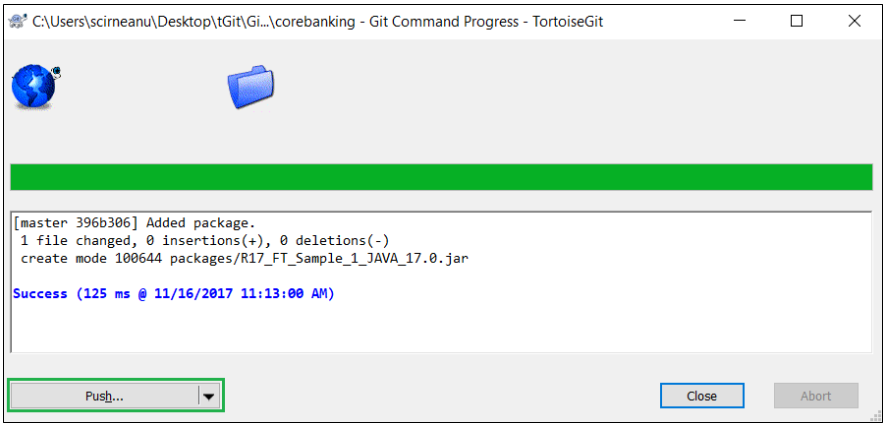 C:\Users\scirneanu\Desktop\tGit\Gi...\corebanking - Git Command Progress - TortoiseGit
[master 396b306] Added package.
1 file changed, 0 insertions(+), 0 deletions(-)
create mode 100644 packages/R17_FT_Sample_1_JAVA_17.0.jar
Success (125 ms @ 11/16/2017 11:13:00 AM)
Push...
Close
Abort